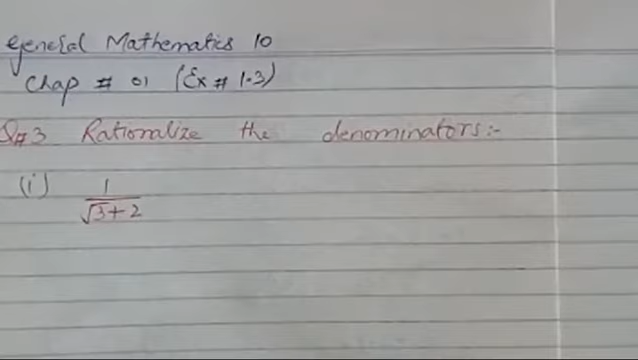 General Mathematics 10
Chap # 01 (Ex # 1.3)
Q#3 Rationalize the denominators:-
(i) 1
√3+2